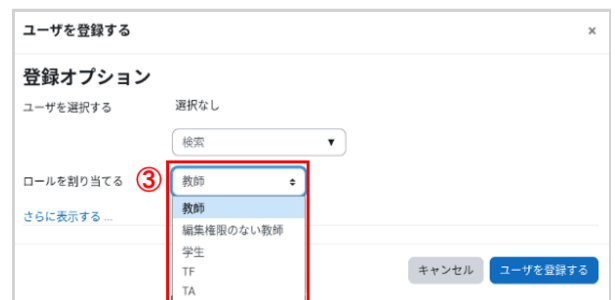 ユーザを登録する ×
登録オプション
ユーザを選択する 選択なし
検索 ▼
ロールを割り当てる ③ 教師
教師
さらに表示する ...
編集権限のない教師
学生
TF
TA
キャンセル ユーザを登録する